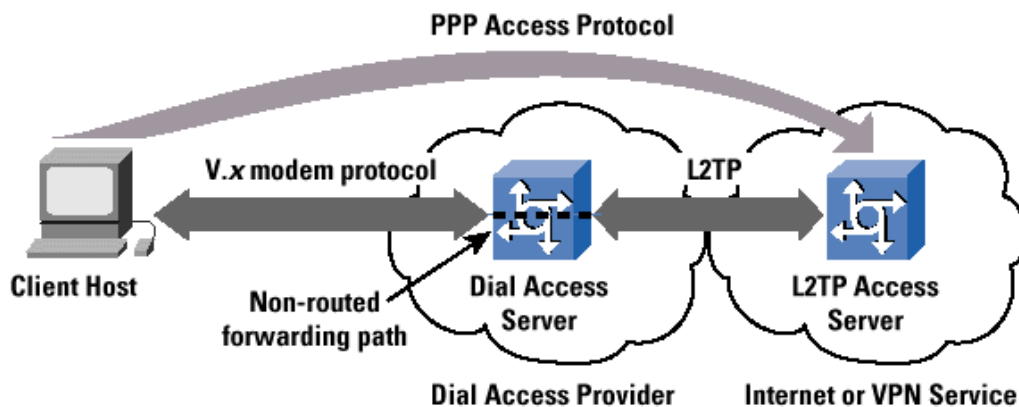 PPP Access Protocol
V.x modem protocol
L2TP
Client Host
Non-routed
forwarding path
Dial Access
Server
L2TP Access
Server
Dial Access Provider
Internet or VPN Service